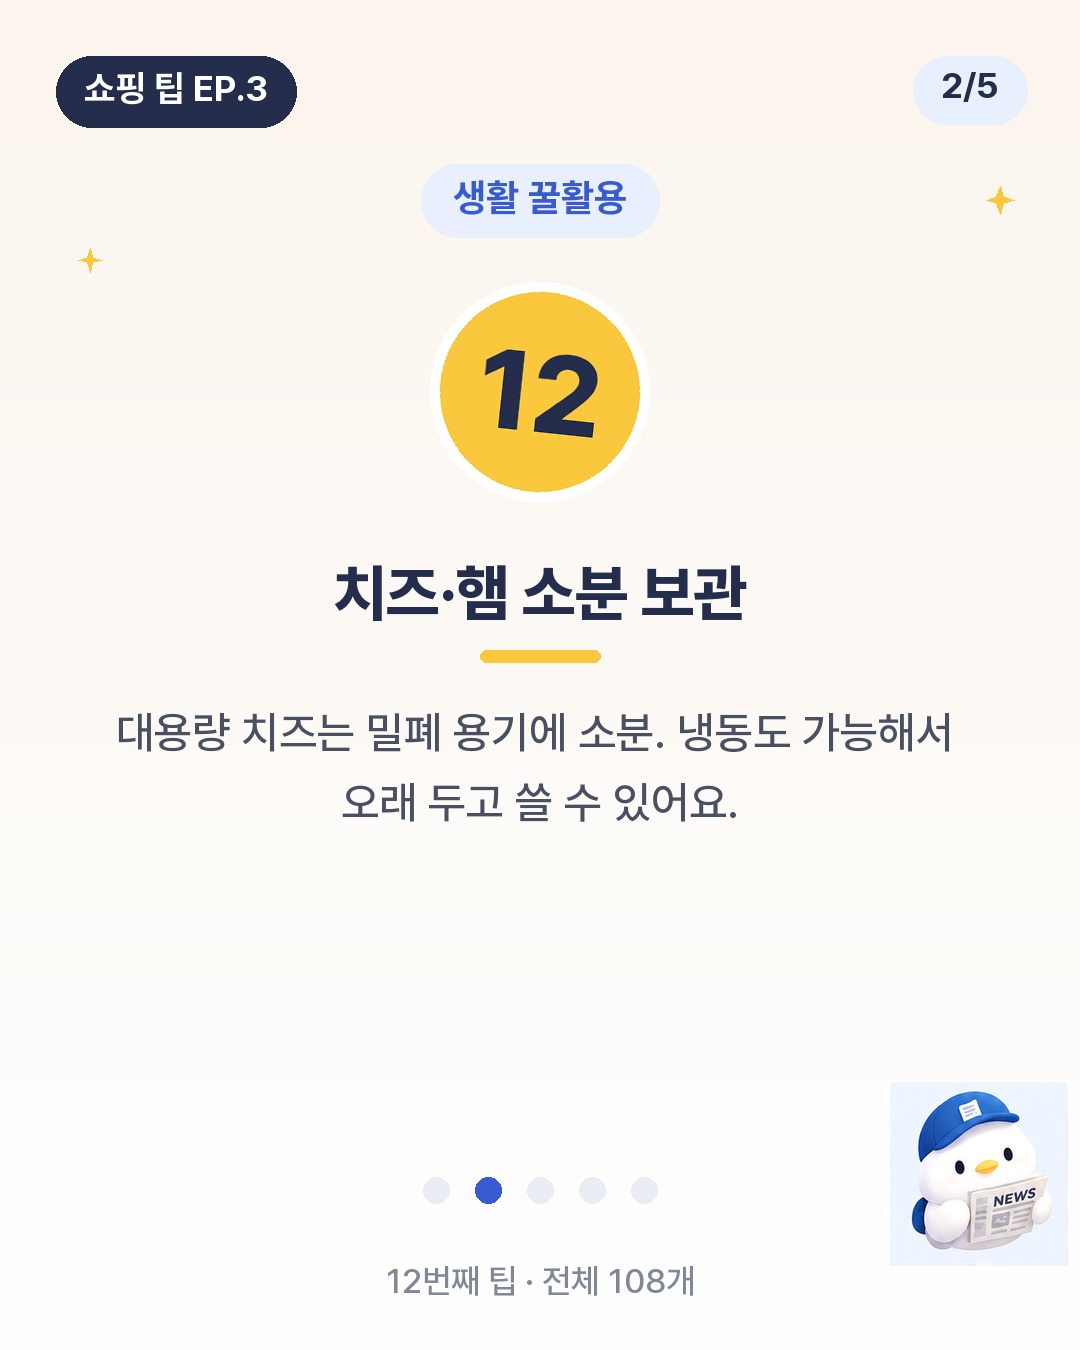 쇼핑 팁 EP.3
2/5
생활 꿀활용
12
치즈·햄 소분 보관
대용량 치즈는 밀폐 용기에 소분. 냉동도 가능해서
오래 두고 쓸 수 있어요.
NEWS
12번째 팁 · 전체 108개